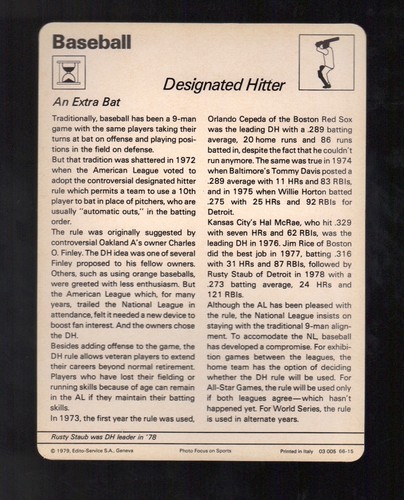 Baseball
Designated Hitter
An Extra Bat
Traditionally, baseball has been a 9-man
game with the same players taking their
turns at bat on offense and playing posi-
tions in the field on defense.
But that tradition was shattered in 1972
when the American League voted to
adopt the controversial designated hitter
rule which permits a team to use a 10th
player to bat in place of pitchers, who are
usually "automatic outs," in the batting
order.
The rule was originally suggested by
controversial Oakland A's owner Charles
O. Finley. The DH idea was one of several
Finley proposed to his fellow owners.
Others, such as using orange baseballs,
were greeted with less enthusiasm. But
the American League which, for many
years, trailed the National League in
attendance, felt it needed a new device to
boost fan interest. And the owners chose
the DH.
Besides adding offense to the game, the
DH rule allows veteran players to extend
their careers beyond normal retirement.
Players who have lost their fielding or
running skills because of age can remain
in the AL if they maintain their batting
skills.
In 1973, the first year the rule was used,
Orlando Cepeda of the Boston Red Sox
was the leading DH with a .289 batting
average, 20 home runs and 86 runs
batted in, despite the fact that he couldn't
run anymore. The same was true in 1974
when Baltimore's Tommy Davis posted a
.289 average with 11 HRs and 83 RBIs,
and in 1975 when Willie Horton batted
.275 with 25 HRs and 92 RBIs for
Detroit.
Kansas City's Hal McRae, who hit .329
with seven HRs and 62 RBIs, was the
leading DH in 1976. Jim Rice of Boston
did the best job in 1977, batting .316
with 31 HRs and 87 RBIs, followed by
Rusty Staub of Detroit in 1978 with a
.273 batting average, 24 HRs and
121 RBIs.
Although the AL has been pleased with
the rule, the National League insists on
staying with the traditional 9-man align-
ment. To accomodate the NL, baseball
has developed a compromise. For exhibi-
tion games between the leagues, the
home team has the option of deciding
whether the DH rule will be used. For
All-Star Games, the rule will be used only
if both leagues agree—which hasn't
happened yet. For World Series, the rule
is used in alternate years.
Rusty Staub was DH leader in '78
© 1979, Edito-Service S.A., Geneva
Photo Focus on Sports
Printed in Italy 03 006 66-15